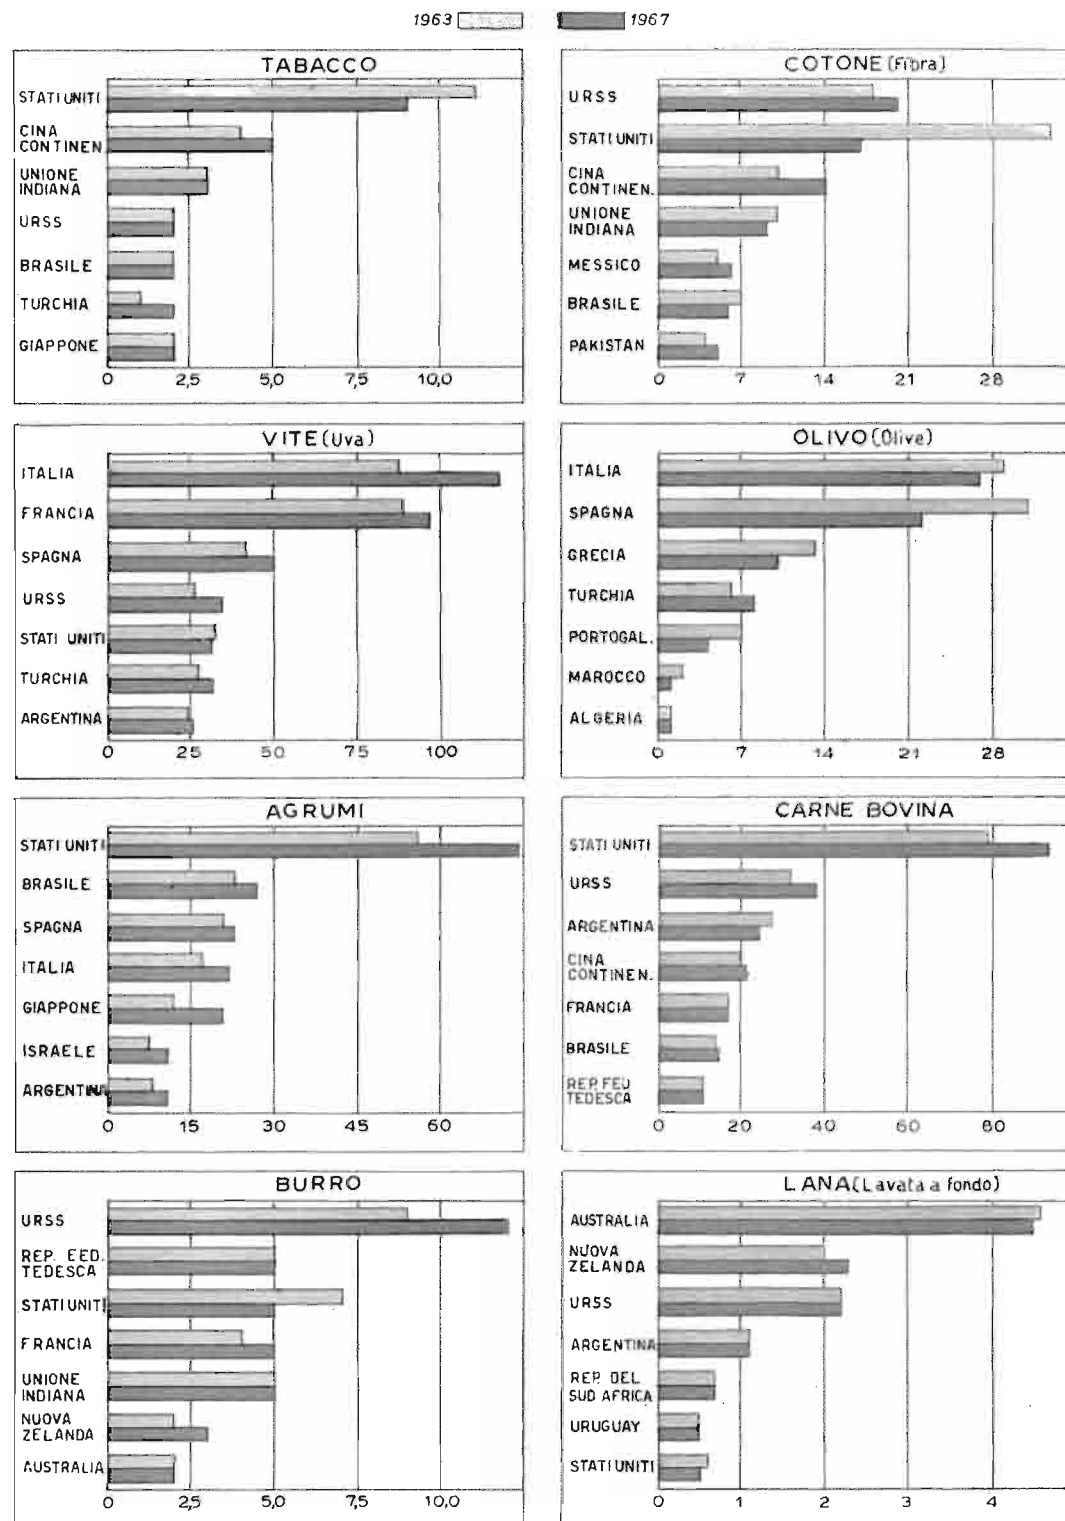 1963 1967
TABACCO
STATI UNITI
CINA
CONTINEN
UNIONE
INDIANA
URSS
BRASILE
TURCHIA
GIAPPONE
0 2,5 5,0 7,5 10,0
COTONE (Fibra)
URSS
STATI UNITI
CINA
CONTINEN.
UNIONE
INDIANA
MESSICO
BRASILE
PAKISTAN
0 7 14 21 28
VITE (Uva)
ITALIA
FRANCIA
SPAGNA
URSS
STATI UNITI
TURCHIA
ARGENTINA
0 25 50 75 100
OLIVO (Olive)
ITALIA
SPAGNA
GRECIA
TURCHIA
PORTOGAL.
MAROCCO
ALGERIA
0 7 14 21 28
AGRUMI
STATI UNITI
BRASILE
SPAGNA
ITALIA
GIAPPONE
ISRAELE
ARGENTINA
0 15 30 45 60
CARNE BOVINA
STATI UNITI
URSS
ARGENTINA
CINA
CONTINEN.
FRANCIA
BRASILE
REP. FEU
TEDESCA
0 20 40 60 80
BURRO
URSS
REP. EED.
TEDESCA
STATI UNITI
FRANCIA
UNIONE
INDIANA
NUOVA
ZELANDA
AUSTRALIA
0 2,5 5,0 7,5 10,0
LANA (Lavata a fondo)
AUSTRALIA
NUOVA
ZELANDA
URSS
ARGENTINA
REP. DEL
SUD AFRICA
URUGUAY
STATI UNITI
0 1 2 3 4